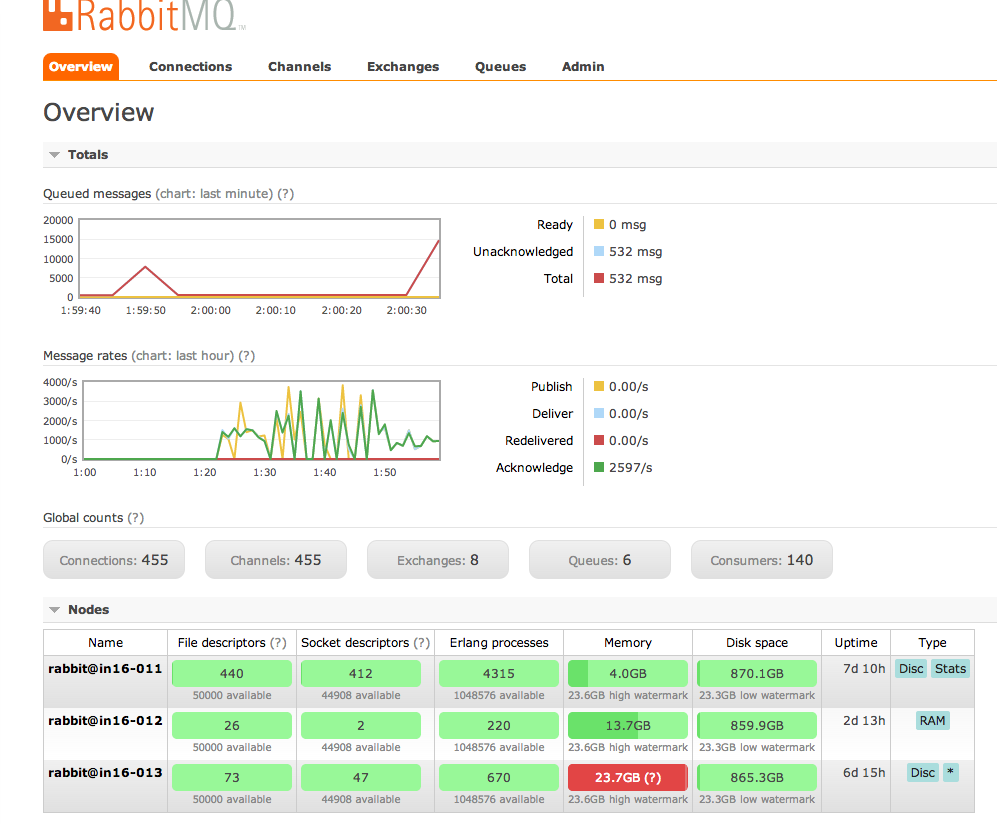 RabbitMQ™
Overview Connections Channels Exchanges Queues Admin
Overview
Totals
Queued messages (chart: last minute) (?)
20000
15000
10000
5000
0
1:59:40 1:59:50 2:00:00 2:00:10 2:00:20 2:00:30
Ready 0 msg
Unacknowledged 532 msg
Total 532 msg
Message rates (chart: last hour) (?)
4000/s
3000/s
2000/s
1000/s
0/s
1:00 1:10 1:20 1:30 1:40 1:50
Publish 0.00/s
Deliver 0.00/s
Redelivered 0.00/s
Acknowledge 2597/s
Global counts (?)
Connections: 455 Channels: 455 Exchanges: 8 Queues: 6 Consumers: 140
Nodes
Name File descriptors (?) Socket descriptors (?) Erlang processes Memory Disk space Uptime Type
rabbit@in16-011 440 412 4315 4.0GB 870.1GB 7d 10h Disc Stats
50000 available 44908 available 1048576 available 23.6GB high watermark 23.3GB low watermark
rabbit@in16-012 26 2 220 13.7GB 859.9GB 2d 13h RAM
50000 available 44908 available 1048576 available 23.6GB high watermark 23.3GB low watermark
rabbit@in16-013 73 47 670 23.7GB (?) 865.3GB 6d 15h Disc *
50000 available 44908 available 1048576 available 23.6GB high watermark 23.3GB low watermark